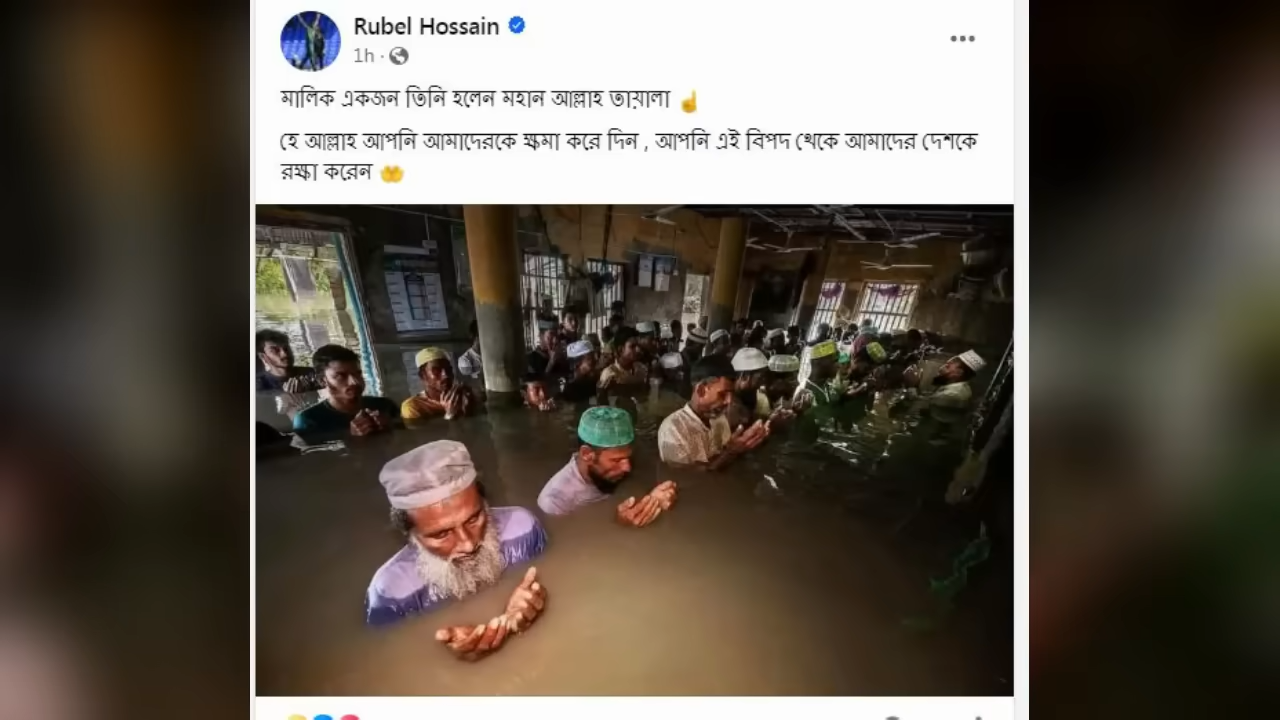 Rubel Hossain
1h ·
মালিক একজন তিনি হলেন মহান আল্লাহ তায়ালা ☝️
হে আল্লাহ আপনি আমাদেরকে ক্ষমা করে দিন , আপনি এই বিপদ থেকে আমাদের দেশকে
রক্ষা করেন 🤲